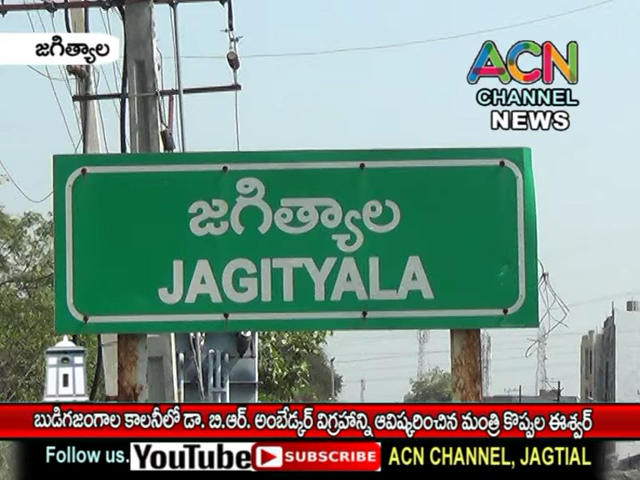 జగిత్యాల
ACN
CHANNEL
NEWS
జగిత్యాల
JAGITYALA
బుడిగజంగాల కాలనీలో డా. బి.ఆర్. అంబేడ్కర్ విగ్రహాన్ని ఆవిష్కరించిన మంత్రి కొప్పుల ఈశ్వర్
Follow us. YouTube SUBSCRIBE ACN CHANNEL, JAGTIAL